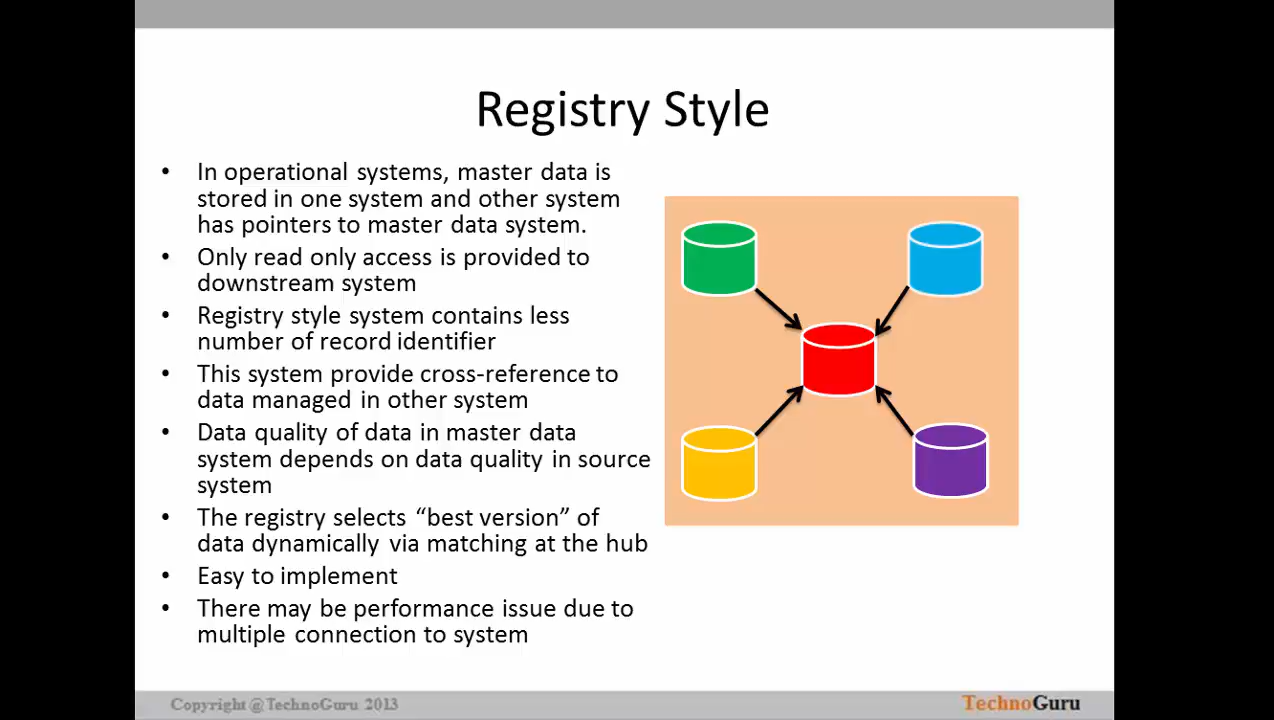 Registry Style
• In operational systems, master data is
stored in one system and other system
has pointers to master data system.
• Only read only access is provided to
downstream system
• Registry style system contains less
number of record identifier
• This system provide cross-reference to
data managed in other system
• Data quality of data in master data
system depends on data quality in source
system
• The registry selects “best version” of
data dynamically via matching at the hub
• Easy to implement
• There may be performance issue due to
multiple connection to system
Copyright @TechnoGuru 2013
TechnoGuru